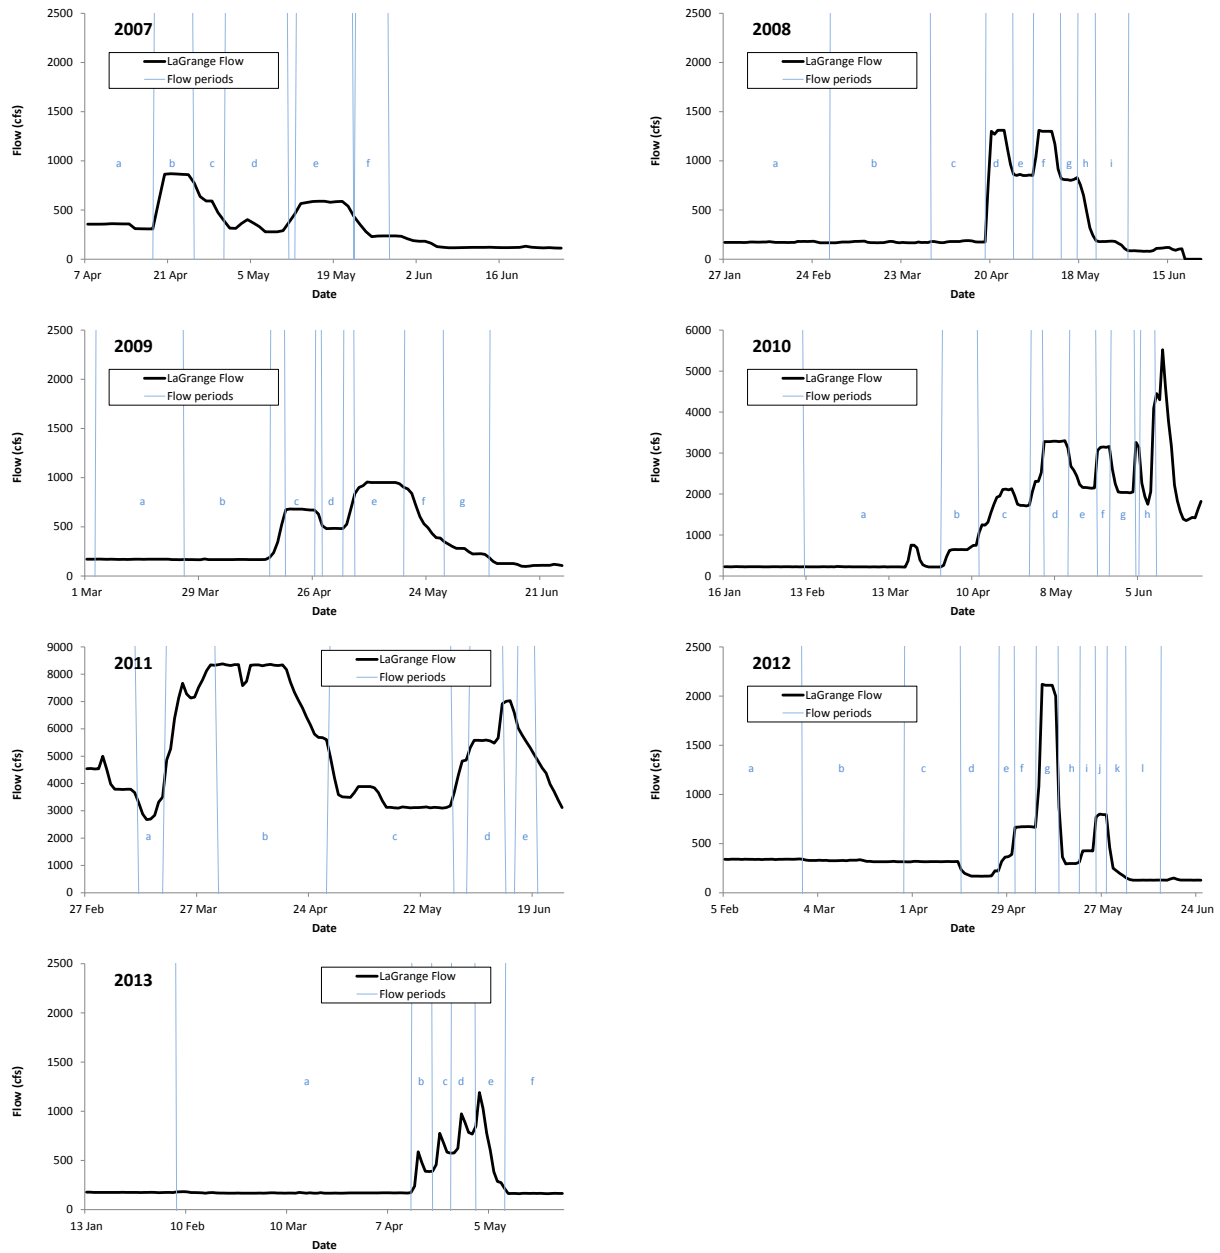 2007
LaGrange Flow
Flow periods
Flow (cfs)
2500
2000
1500
1000
500
0
a b c d e f
7 Apr 21 Apr 5 May 19 May 2 Jun 16 Jun
Date
2008
LaGrange Flow
Flow periods
Flow (cfs)
2500
2000
1500
1000
500
0
a b c d e f g h i
27 Jan 24 Feb 23 Mar 20 Apr 18 May 15 Jun
Date
2009
LaGrange Flow
Flow periods
Flow (cfs)
2500
2000
1500
1000
500
0
a b c d e f g
1 Mar 29 Mar 26 Apr 24 May 21 Jun
Date
2010
LaGrange Flow
Flow periods
Flow (cfs)
6000
5000
4000
3000
2000
1000
0
a b c d e f g h
16 Jan 13 Feb 13 Mar 10 Apr 8 May 5 Jun
Date
2011
LaGrange Flow
Flow periods
Flow (cfs)
9000
8000
7000
6000
5000
4000
3000
2000
1000
0
a b c d e
27 Feb 27 Mar 24 Apr 22 May 19 Jun
Date
2012
LaGrange Flow
Flow periods
Flow (cfs)
2500
2000
1500
1000
500
0
a b c d e f g h i j k l
5 Feb 4 Mar 1 Apr 29 Apr 27 May 24 Jun
Date
2013
LaGrange Flow
Flow periods
Flow (cfs)
2500
2000
1500
1000
500
0
a b c d e f
13 Jan 10 Feb 10 Mar 7 Apr 5 May
Date